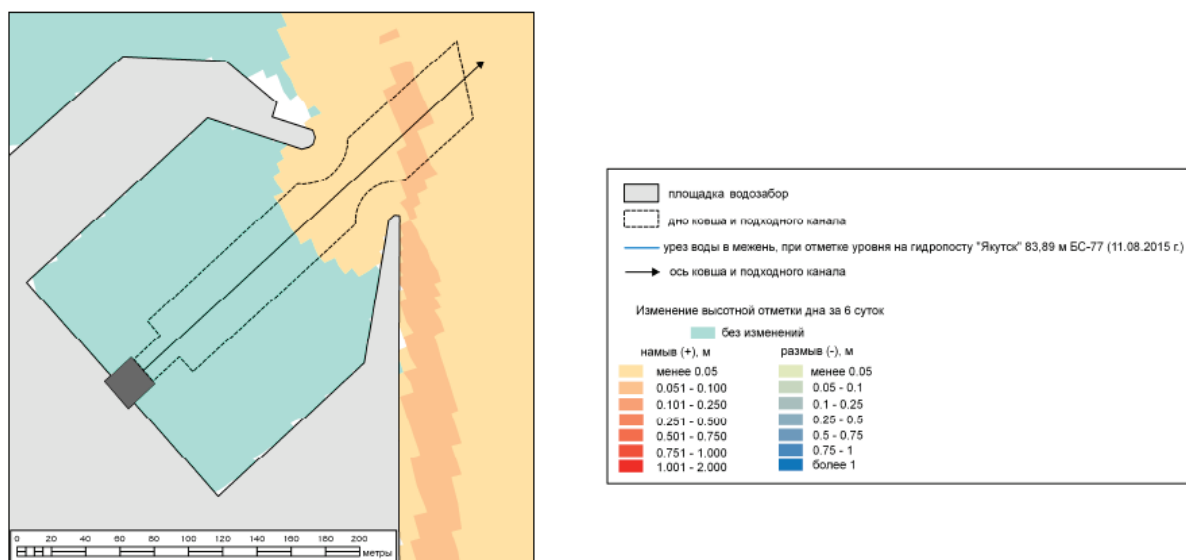 0 20 40 60 80 100 120 140 160 180 200
метры
площадка водозабор
дно ковша и подходного канала
урез воды в межень, при отметке уровня на гидропосту "Якутск" 83,89 м БС-77 (11.08.2015 г.)
ось ковша и подходного канала
Изменение высотной отметки дна за 6 суток
без изменений
намыв (+), м размыв (-), м
менее 0.05 менее 0.05
0.051 - 0.100 0.05 - 0.1
0.101 - 0.250 0.1 - 0.25
0.251 - 0.500 0.25 - 0.5
0.501 - 0.750 0.5 - 0.75
0.751 - 1.000 0.75 - 1
1.001 - 2.000 более 1